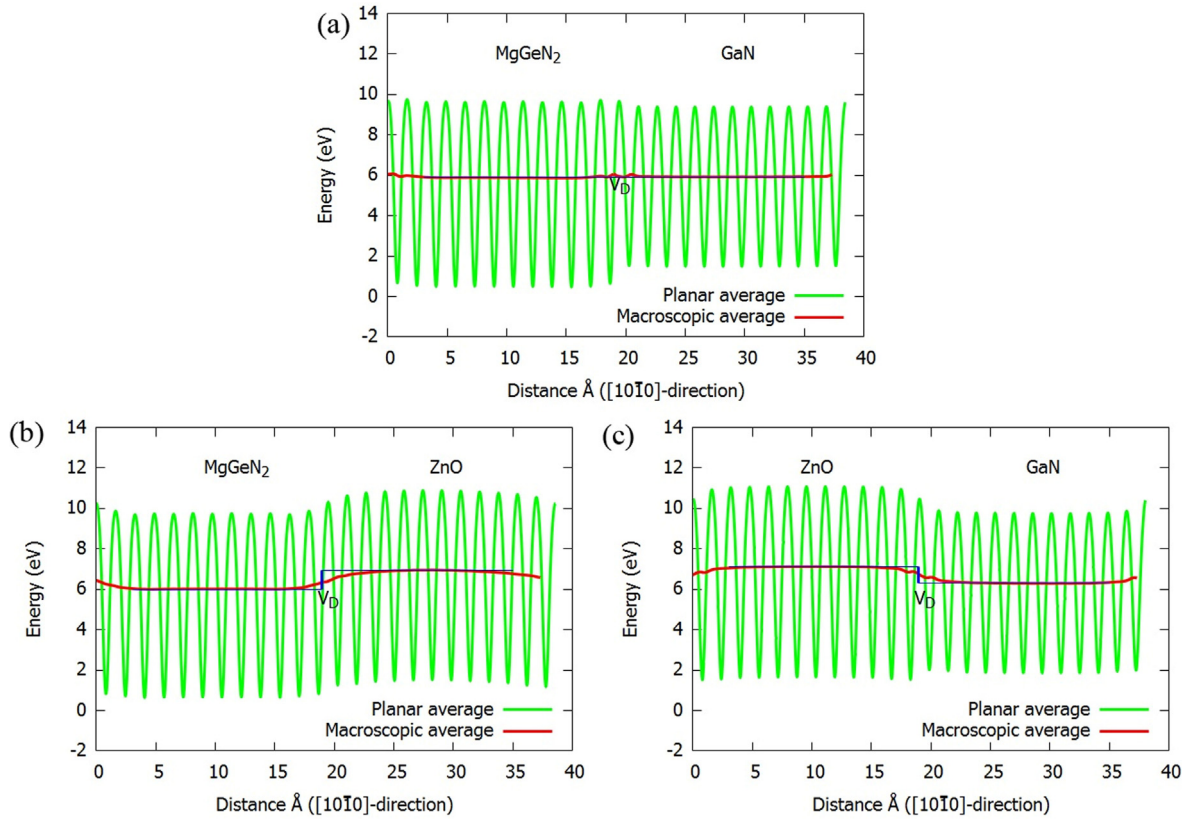 (a)
14
12
10
8
6
4
2
0
-2
Energy (eV)
MgGeN₂ GaN
V_D
Planar average
Macroscopic average
0 5 10 15 20 25 30 35 40
Distance Å ([101̅0]-direction)
(b)
14
12
10
8
6
4
2
0
-2
Energy (eV)
MgGeN₂ ZnO
V_D
Planar average
Macroscopic average
0 5 10 15 20 25 30 35 40
Distance Å ([101̅0]-direction)
(c)
14
12
10
8
6
4
2
0
-2
Energy (eV)
ZnO GaN
V_D
Planar average
Macroscopic average
0 5 10 15 20 25 30 35 40
Distance Å ([101̅0]-direction)